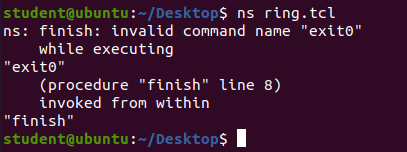 student@ubuntu:~/Desktop$ ns ring.tcl
ns: finish: invalid command name "exit0"
    while executing
"exit0"
    (procedure "finish" line 8)
    invoked from within
"finish"
student@ubuntu:~/Desktop$